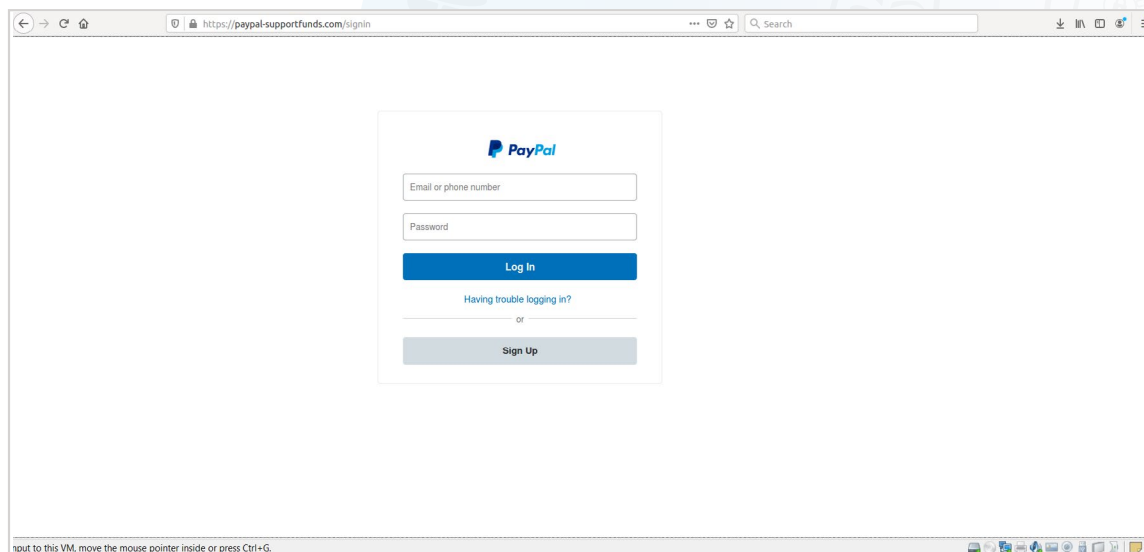 https://paypal-supportfunds.com/signin
Search
PayPal
Email or phone number
Password
Log In
Having trouble logging in?
or
Sign Up
nput to this VM, move the mouse pointer inside or press Ctrl+G.